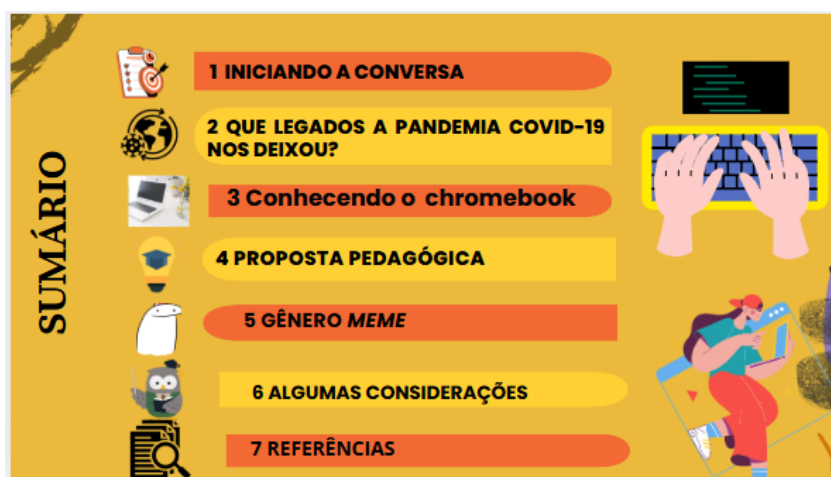 SUMÁRIO
1 INICIANDO A CONVERSA
2 QUE LEGADOS A PANDEMIA COVID-19
NOS DEIXOU?
3 Conhecendo o chromebook
4 PROPOSTA PEDAGÓGICA
5 GÊNERO MEME
6 ALGUMAS CONSIDERAÇÕES
7 REFERÊNCIAS